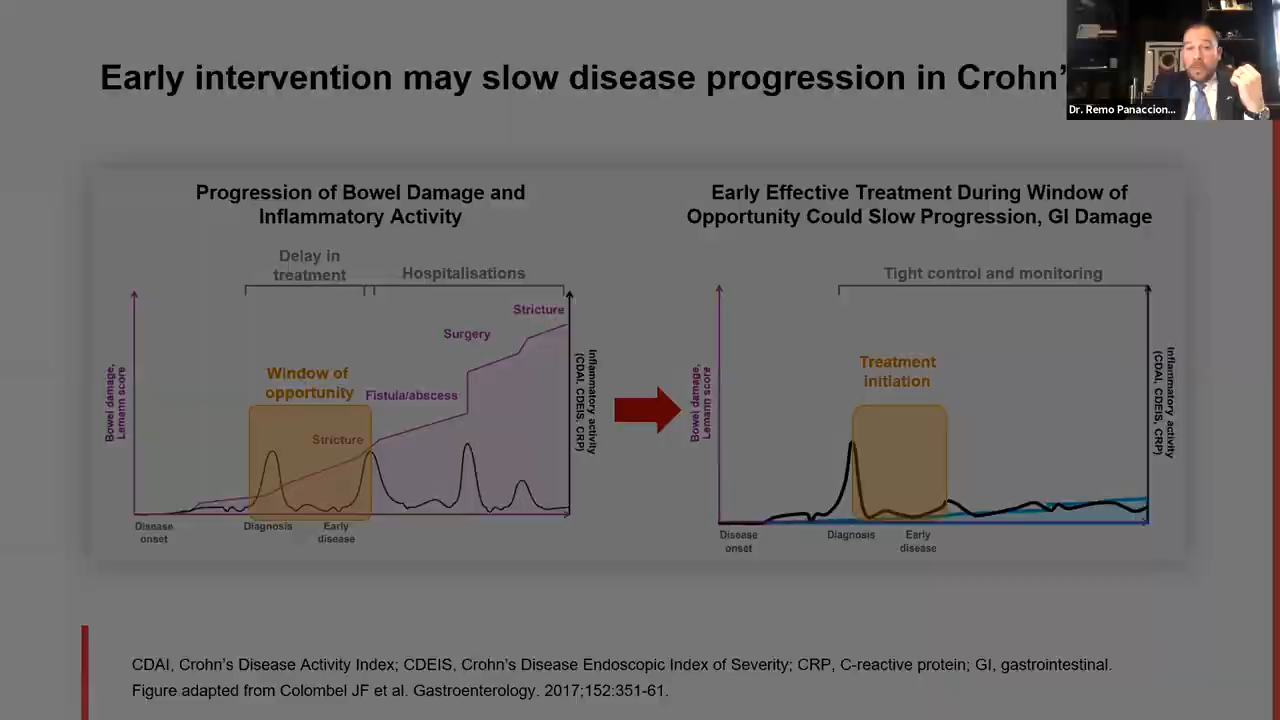 Early intervention may slow disease progression in Crohn'
Dr. Remo Panaccion...
Progression of Bowel Damage and
Inflammatory Activity
Delay in
treatment
Hospitalisations
Stricture
Surgery
Window of
opportunity
Fistula/abscess
Stricture
Bowel damage,
Lemann score
Inflammatory activity
(CDAI, CDEIS, CRP)
Disease
onset
Diagnosis
Early
disease
Early Effective Treatment During Window of
Opportunity Could Slow Progression, GI Damage
Tight control and monitoring
Treatment
initiation
Bowel damage,
Lemann score
Inflammatory activity
(CDAI, CDEIS, CRP)
Disease
onset
Diagnosis
Early
disease
CDAI, Crohn's Disease Activity Index; CDEIS, Crohn's Disease Endoscopic Index of Severity; CRP, C-reactive protein; GI, gastrointestinal.
Figure adapted from Colombel JF et al. Gastroenterology. 2017;152:351-61.